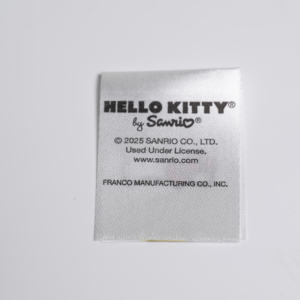 HELLO KITTY®
by Sanrio®
© 2025 SANRIO CO., LTD.
Used Under License.
www.sanrio.com
FRANCO MANUFACTURING CO., INC.